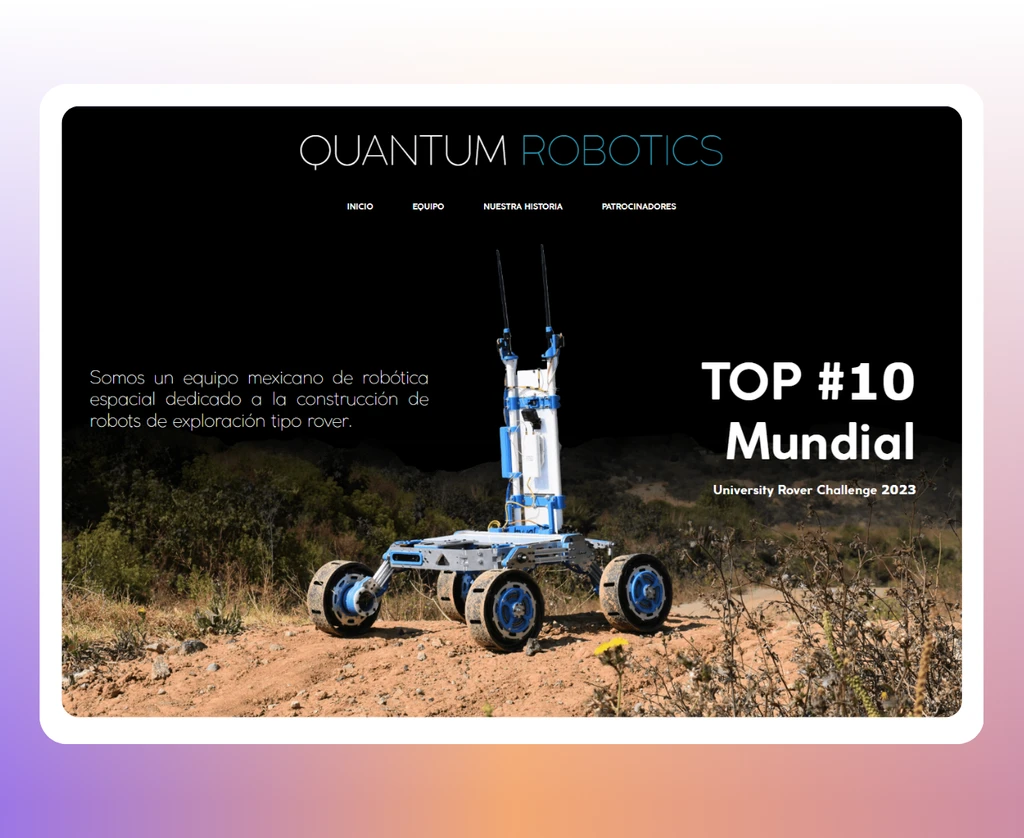 QUANTUM ROBOTICS
INICIO EQUIPO NUESTRA HISTORIA PATROCINADORES
Somos un equipo mexicano de robótica
espacial dedicado a la construcción de
robots de exploración tipo rover.
TOP #10
Mundial
University Rover Challenge 2023